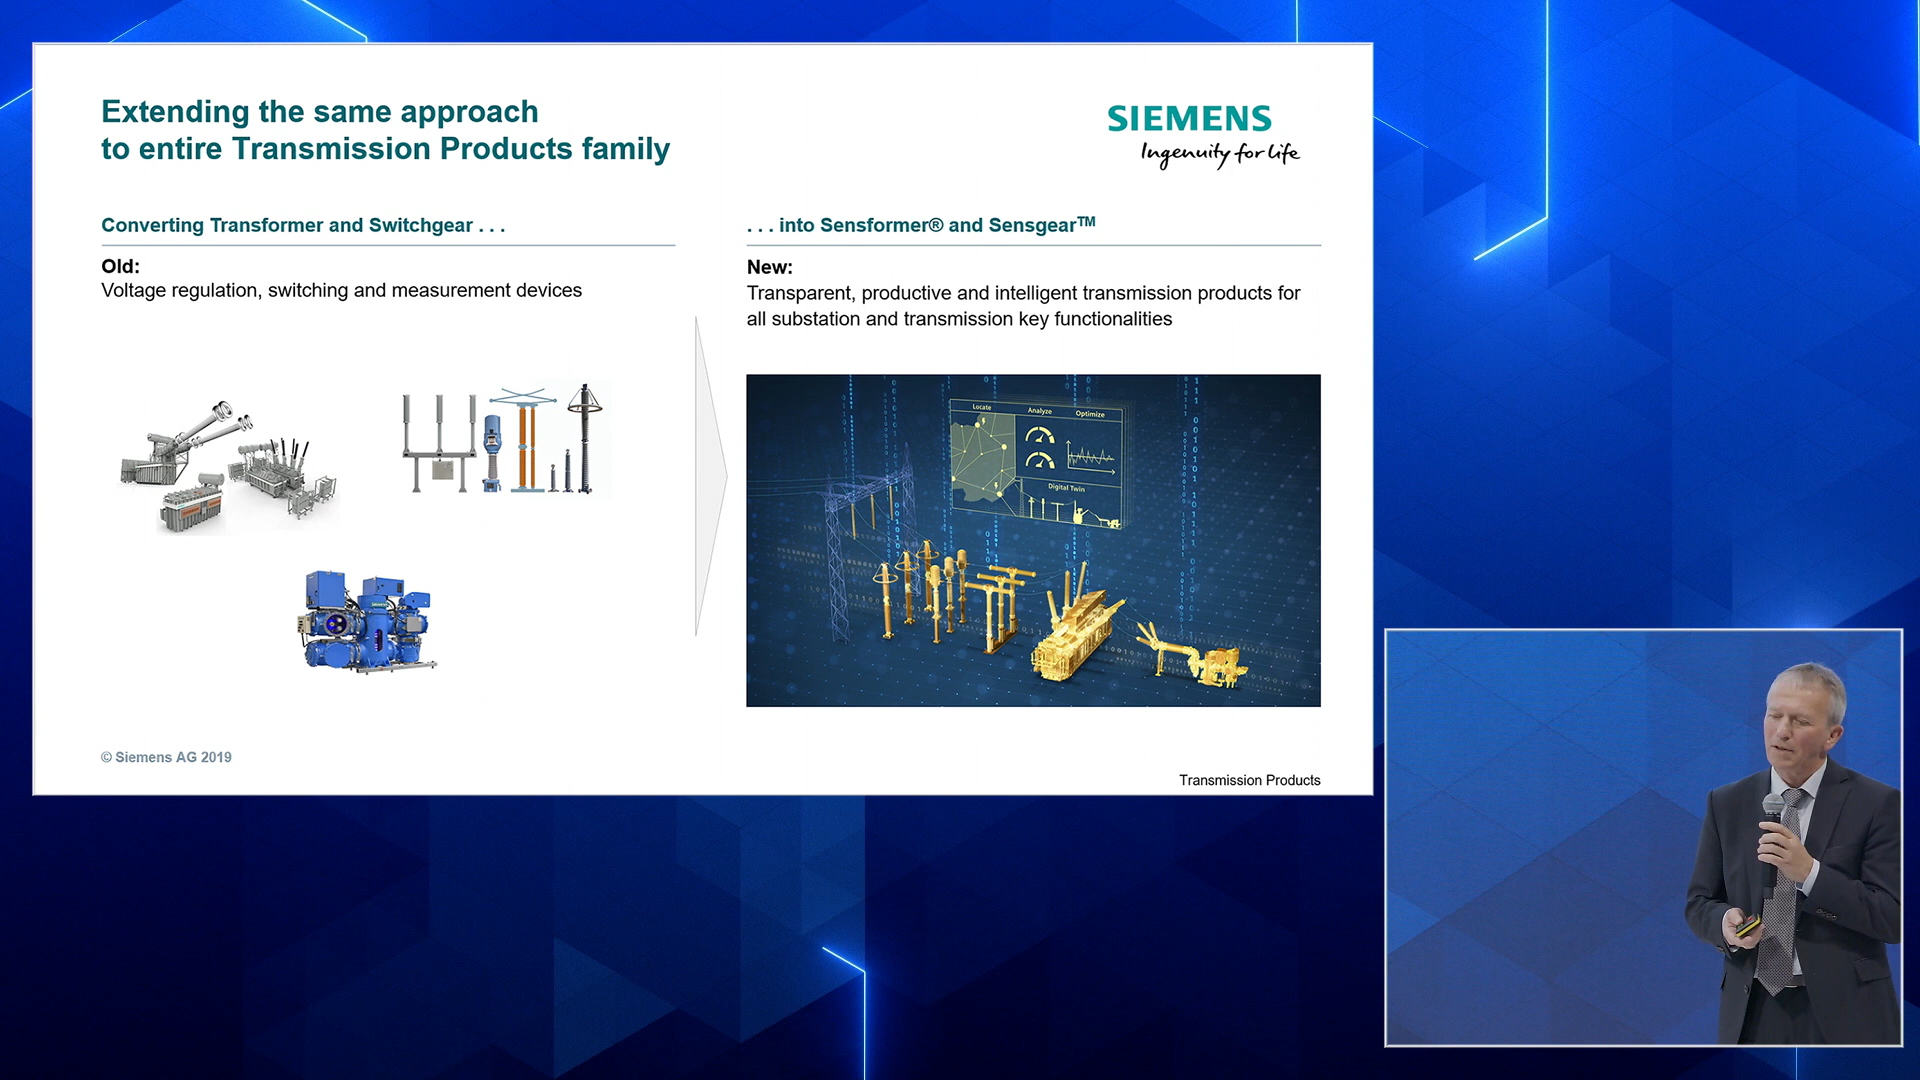 Extending the same approach
to entire Transmission Products family
SIEMENS
Ingenuity for life
Converting Transformer and Switchgear . . .
Old:
Voltage regulation, switching and measurement devices
. . . into Sensformer® and Sensgear™
New:
Transparent, productive and intelligent transmission products for
all substation and transmission key functionalities
Locate
Analyze
Optimize
Digital Twin
© Siemens AG 2019
Transmission Products